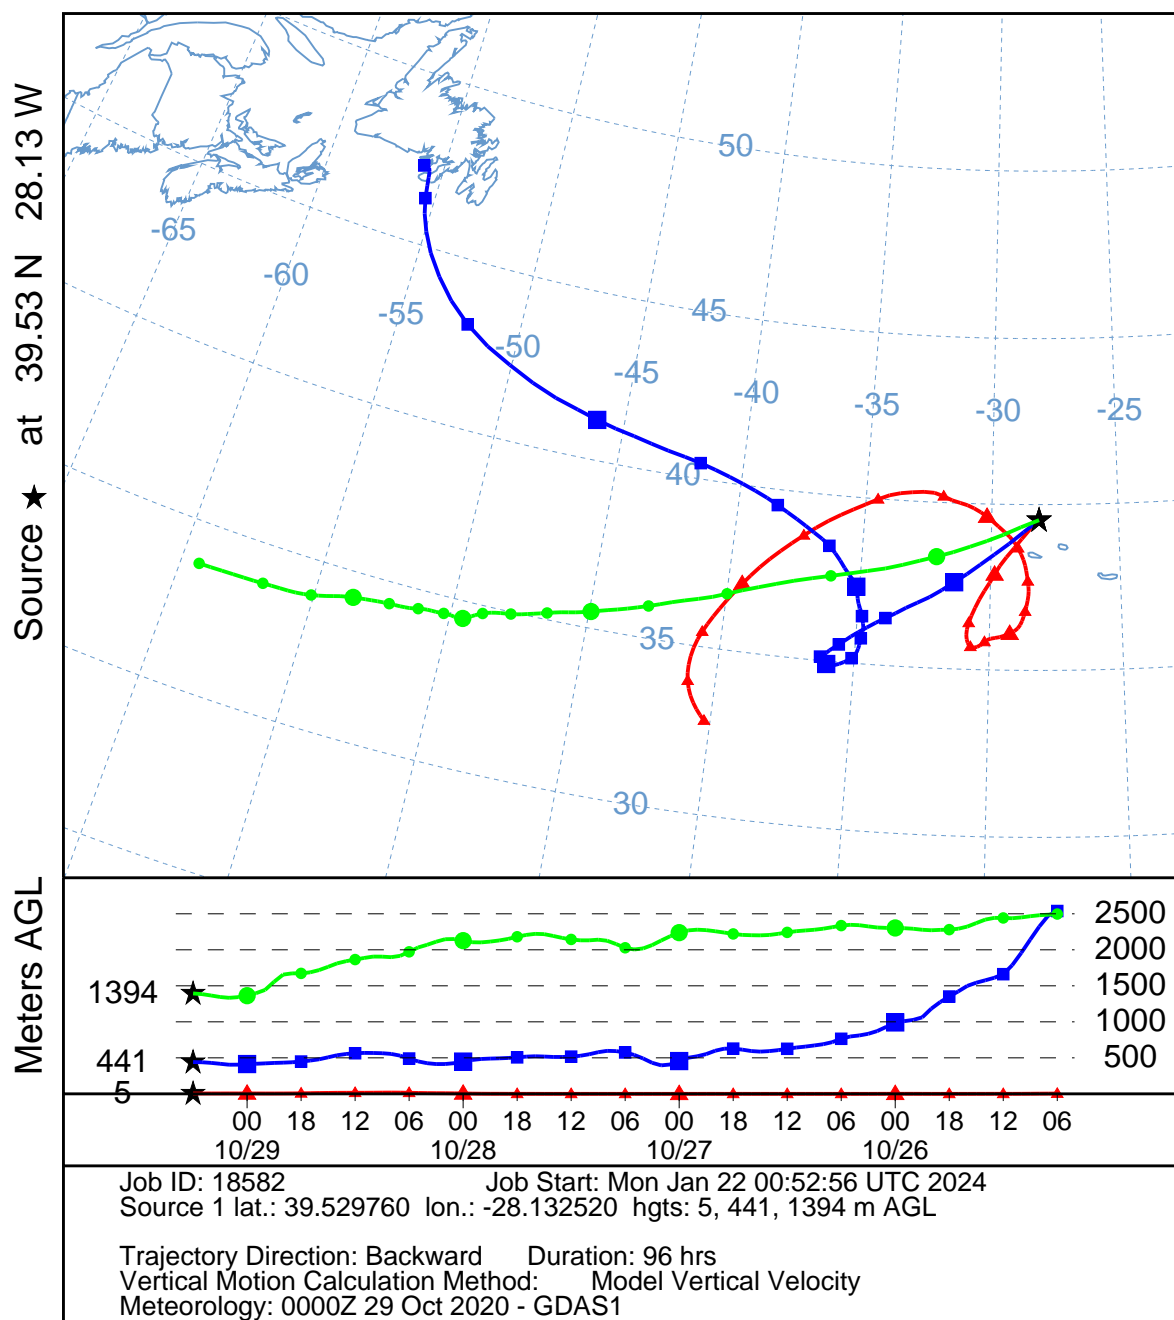 Source ★ at 39.53 N 28.13 W
50
-65
-60
-55
45
-50
-45
-40
-35
-30
-25
40
35
30
Meters AGL
2500
2000
1394
1500
1000
441
500
5
00 18 12 06 00 18 12 06 00 18 12 06 00 18 12 06
10/29 10/28 10/27 10/26
Job ID: 18582 Job Start: Mon Jan 22 00:52:56 UTC 2024
Source 1 lat.: 39.529760 lon.: -28.132520 hgts: 5, 441, 1394 m AGL
Trajectory Direction: Backward Duration: 96 hrs
Vertical Motion Calculation Method: Model Vertical Velocity
Meteorology: 0000Z 29 Oct 2020 - GDAS1